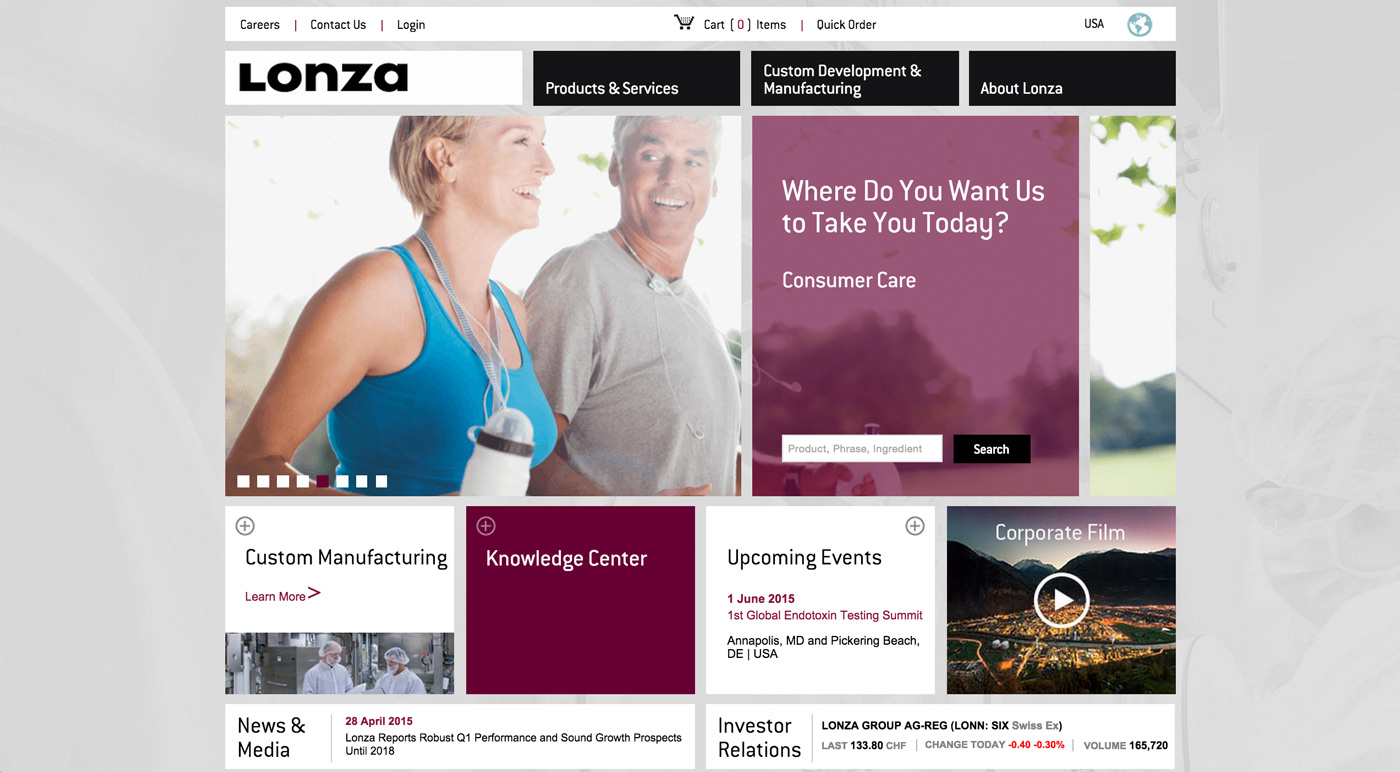 Careers | Contact Us | Login
Cart ( 0 ) Items | Quick Order
USA
Lonza
Products & Services
Custom Development &
Manufacturing
About Lonza
Where Do You Want Us
to Take You Today?
Consumer Care
Product, Phrase, Ingredient
Search
Custom Manufacturing
Learn More >
Knowledge Center
Upcoming Events
1 June 2015
1st Global Endotoxin Testing Summit
Annapolis, MD and Pickering Beach,
DE | USA
Corporate Film
News &
Media
28 April 2015
Lonza Reports Robust Q1 Performance and Sound Growth Prospects
Until 2018
Investor
Relations
LONZA GROUP AG-REG (LONN: SIX Swiss Ex)
LAST 133.80 CHF | CHANGE TODAY -0.40 -0.30% | VOLUME 165,720